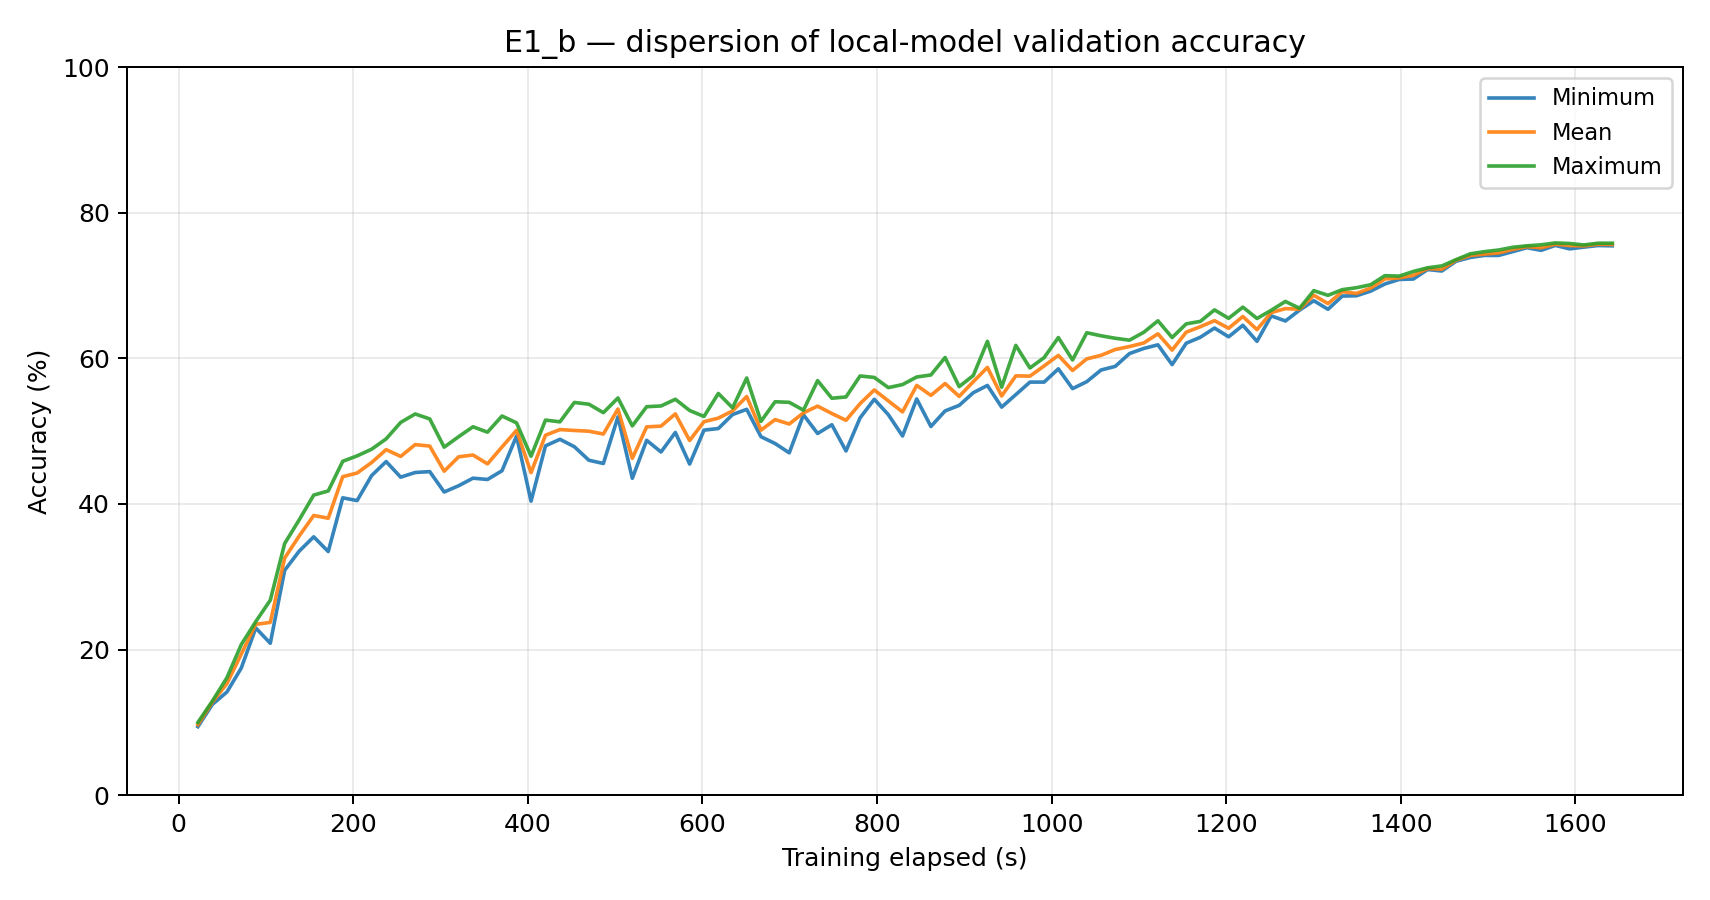 E1_b — dispersion of local-model validation accuracy
100
80
60
40
20
0
Accuracy (%)
Minimum
Mean
Maximum
0 200 400 600 800 1000 1200 1400 1600
Training elapsed (s)